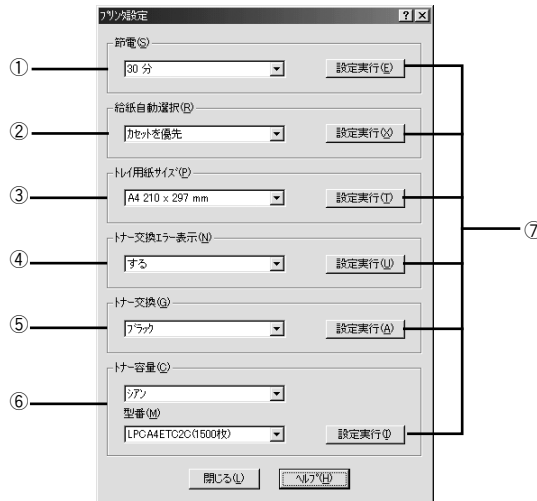 プリンタ設定
節電(S)
① 30 分 設定実行(E)
給紙自動選択(R)
② カセットを優先 設定実行(X)
トレイ用紙サイズ(P)
③ A4 210 x 297 mm 設定実行(T)
⑦
トナー交換エラー表示(N)
④ する 設定実行(U)
トナー交換(G)
⑤ ブラック 設定実行(A)
トナー容量(C)
シアン
⑥ 型番(M)
LPCA4ETC2C(1500枚) 設定実行(I)
閉じる(L) ヘルプ(H)